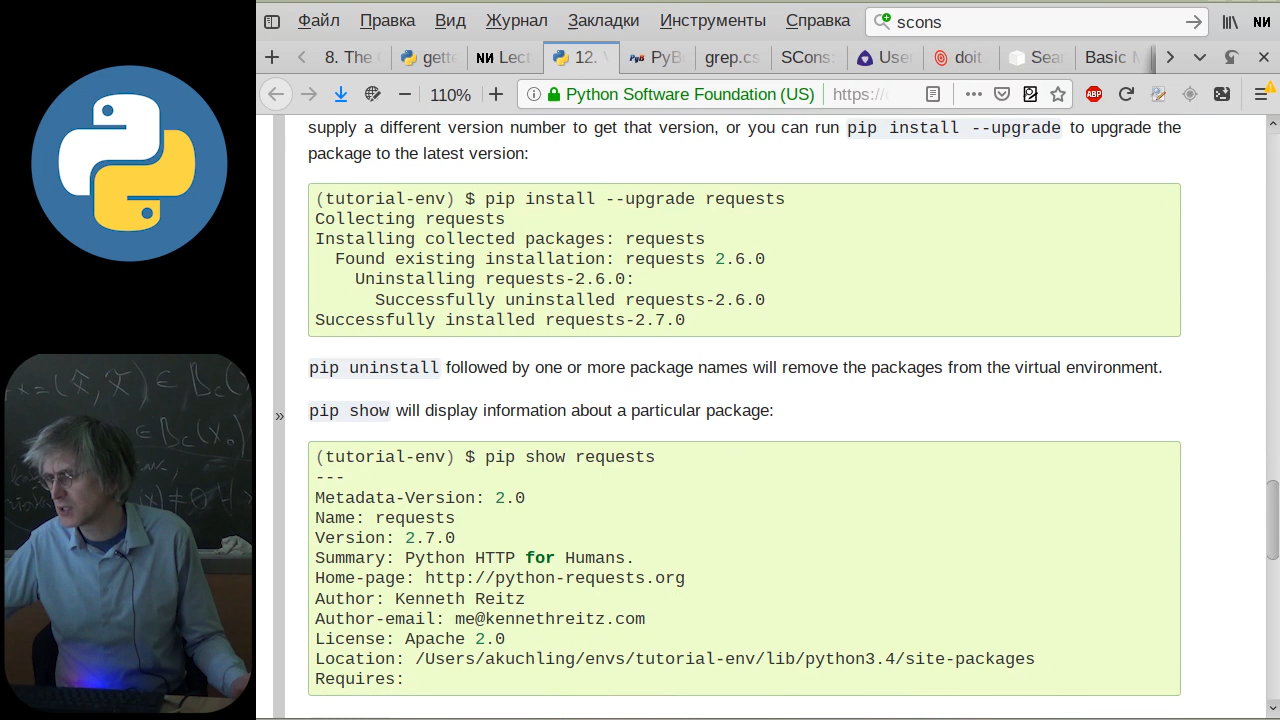 Файл Правка Вид Журнал Закладки Инструменты Справка scons
8. The gette Lect 12. V PyB PyB grep.cs SCons: User doit Sear Basic M
110% Python Software Foundation (US) https://
supply a different version number to get that version, or you can run pip install --upgrade to upgrade the
package to the latest version:
(tutorial-env) $ pip install --upgrade requests
Collecting requests
Installing collected packages: requests
Found existing installation: requests 2.6.0
Uninstalling requests-2.6.0:
Successfully uninstalled requests-2.6.0
Successfully installed requests-2.7.0
pip uninstall followed by one or more package names will remove the packages from the virtual environment.
pip show will display information about a particular package:
(tutorial-env) $ pip show requests
---
Metadata-Version: 2.0
Name: requests
Version: 2.7.0
Summary: Python HTTP for Humans.
Home-page: http://python-requests.org
Author: Kenneth Reitz
Author-email: me@kennethreitz.com
License: Apache 2.0
Location: /Users/akuchling/envs/tutorial-env/lib/python3.4/site-packages
Requires: